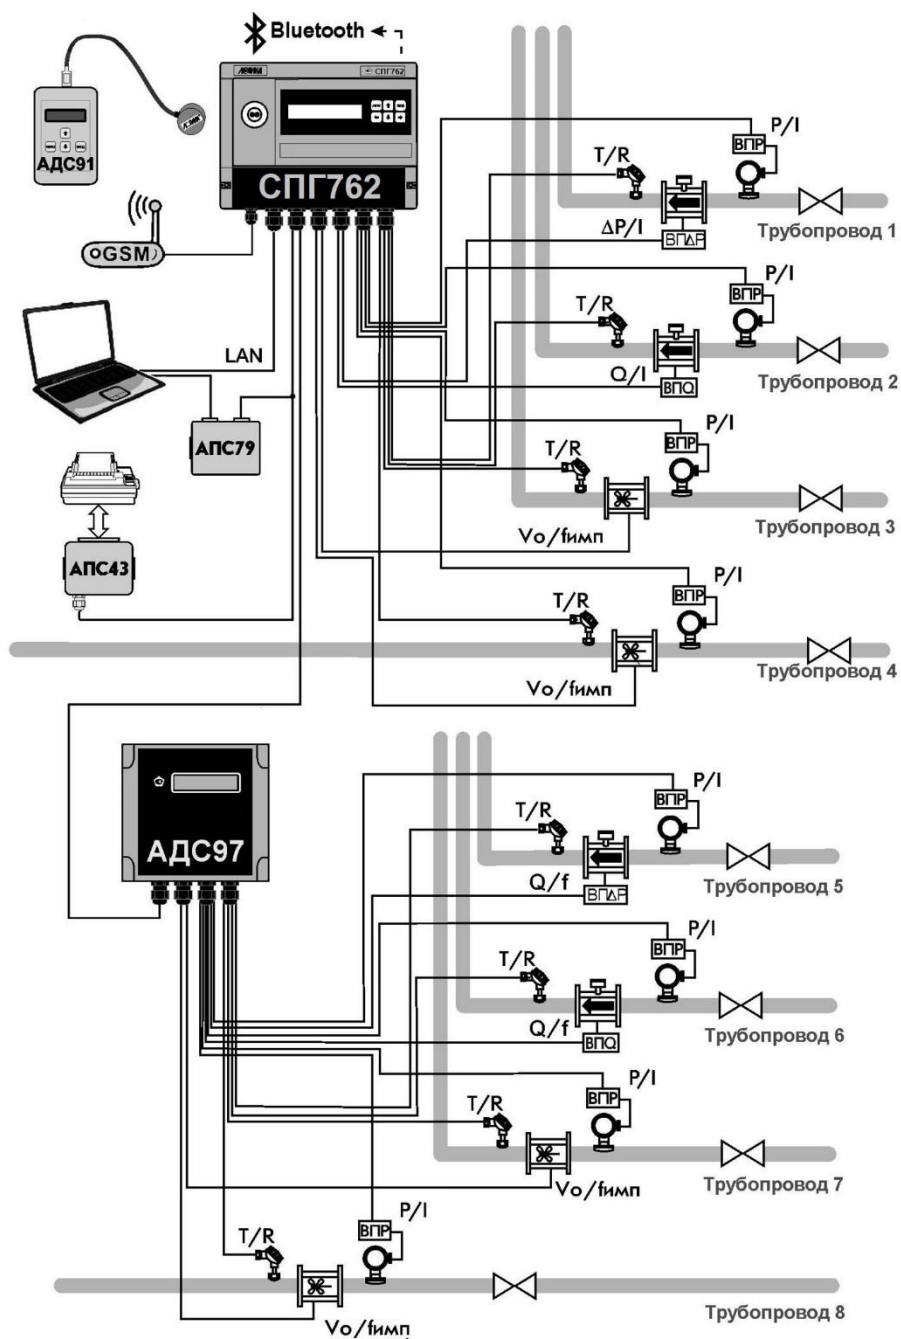 Bluetooth
ЛОГИКА
СПГ762
АДС91
СПГ762
GSM
LAN
АПС79
АПС43
P/I
ВПР
T/R
ΔP/I
ВПΔР
Трубопровод 1
P/I
ВПР
T/R
Q/I
ВПQ
Трубопровод 2
P/I
ВПР
T/R
Vo/fимп
Трубопровод 3
P/I
ВПР
T/R
Vo/fимп
Трубопровод 4
АДС97
P/I
ВПР
T/R
Q/f
ВПΔР
Трубопровод 5
P/I
ВПР
T/R
Q/f
ВПQ
Трубопровод 6
P/I
ВПР
T/R
Vo/fимп
Трубопровод 7
P/I
ВПР
T/R
Vo/fимп
Трубопровод 8